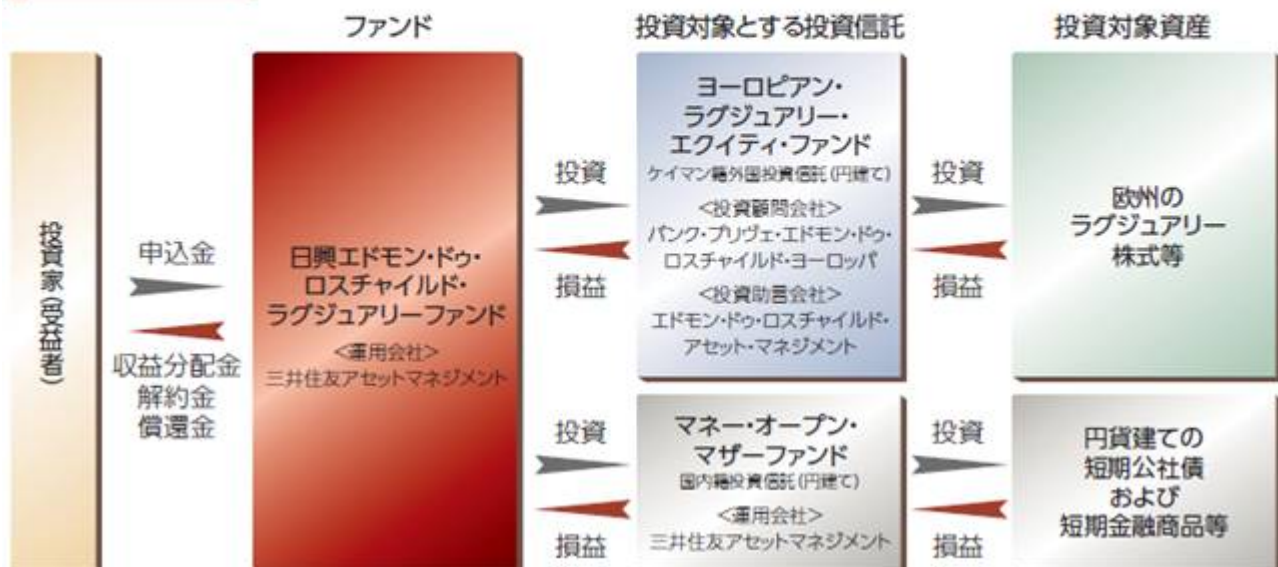 ファンド
投資対象とする投資信託
投資対象資産
投資家(受益者)
申込金
収益分配金
解約金
償還金
日興エドモン・ドゥ・
ロスチャイルド・
ラグジュアリーファンド
<運用会社>
三井住友アセットマネジメント
投資
損益
ヨーロピアン・
ラグジュアリー・
エクイティ・ファンド
ケイマン籍外国投資信託(円建て)
<投資顧問会社>
バンク・プリヴェ・エドモン・ドゥ・
ロスチャイルド・ヨーロッパ
<投資助言会社>
エドモン・ドゥ・ロスチャイルド・
アセット・マネジメント
投資
損益
欧州の
ラグジュアリー
株式等
投資
損益
マネー・オープン・
マザーファンド
国内籍投資信託(円建て)
<運用会社>
三井住友アセットマネジメント
投資
損益
円貨建ての
短期公社債
および
短期金融商品等